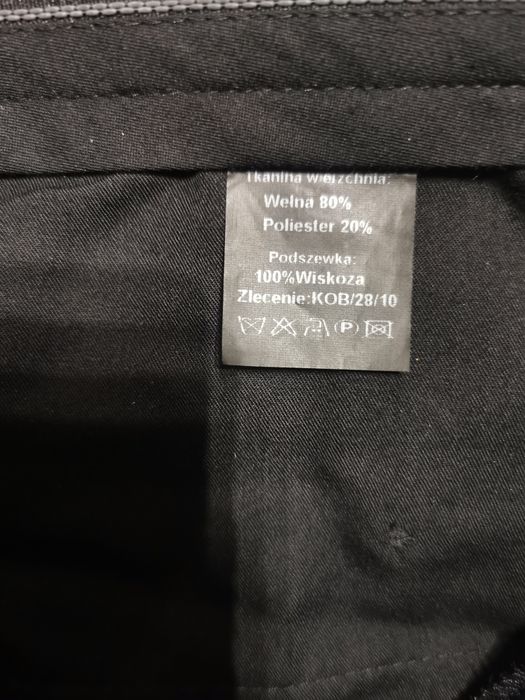 Tkanina wierzchnia:
Wełna 80%
Poliester 20%
Podszewka:
100%Wiskoza
Zlecenie:KOB/28/10
P